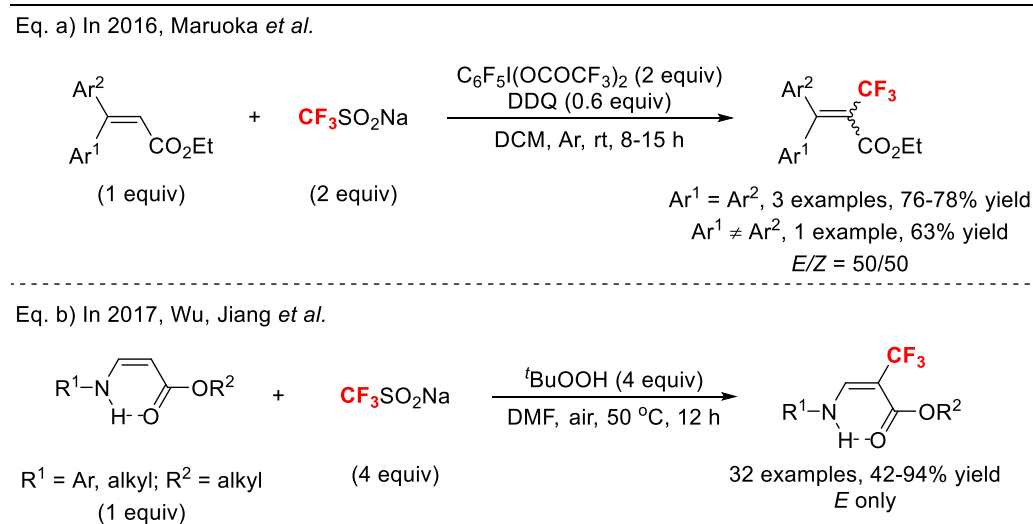 Eq. a) In 2016, Maruoka et al.
Ar²
Ar¹
CO₂Et
(1 equiv)
+
CF₃SO₂Na
(2 equiv)
C₆F₅I(OCOCF₃)₂ (2 equiv)
DDQ (0.6 equiv)
DCM, Ar, rt, 8-15 h
Ar²
CF₃
Ar¹
CO₂Et
Ar¹ = Ar², 3 examples, 76-78% yield
Ar¹ ≠ Ar², 1 example, 63% yield
E/Z = 50/50
Eq. b) In 2017, Wu, Jiang et al.
R¹
N
OR²
H
O
R¹ = Ar, alkyl; R² = alkyl
(1 equiv)
+
CF₃SO₂Na
(4 equiv)
ᵗBuOOH (4 equiv)
DMF, air, 50 °C, 12 h
CF₃
R¹
N
OR²
H
O
32 examples, 42-94% yield
E only